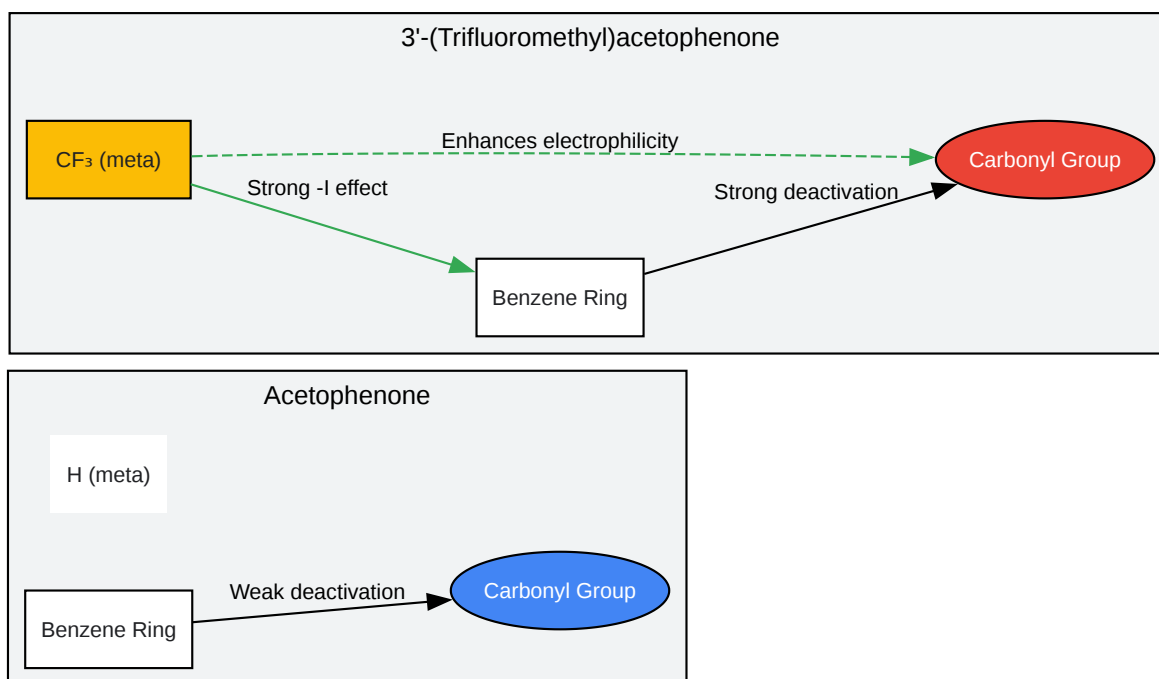 3'-(Trifluoromethyl)acetophenone
CF₃ (meta)
Enhances electrophilicity
Carbonyl Group
Strong -I effect
Strong deactivation
Benzene Ring
Acetophenone
H (meta)
Weak deactivation
Carbonyl Group
Benzene Ring